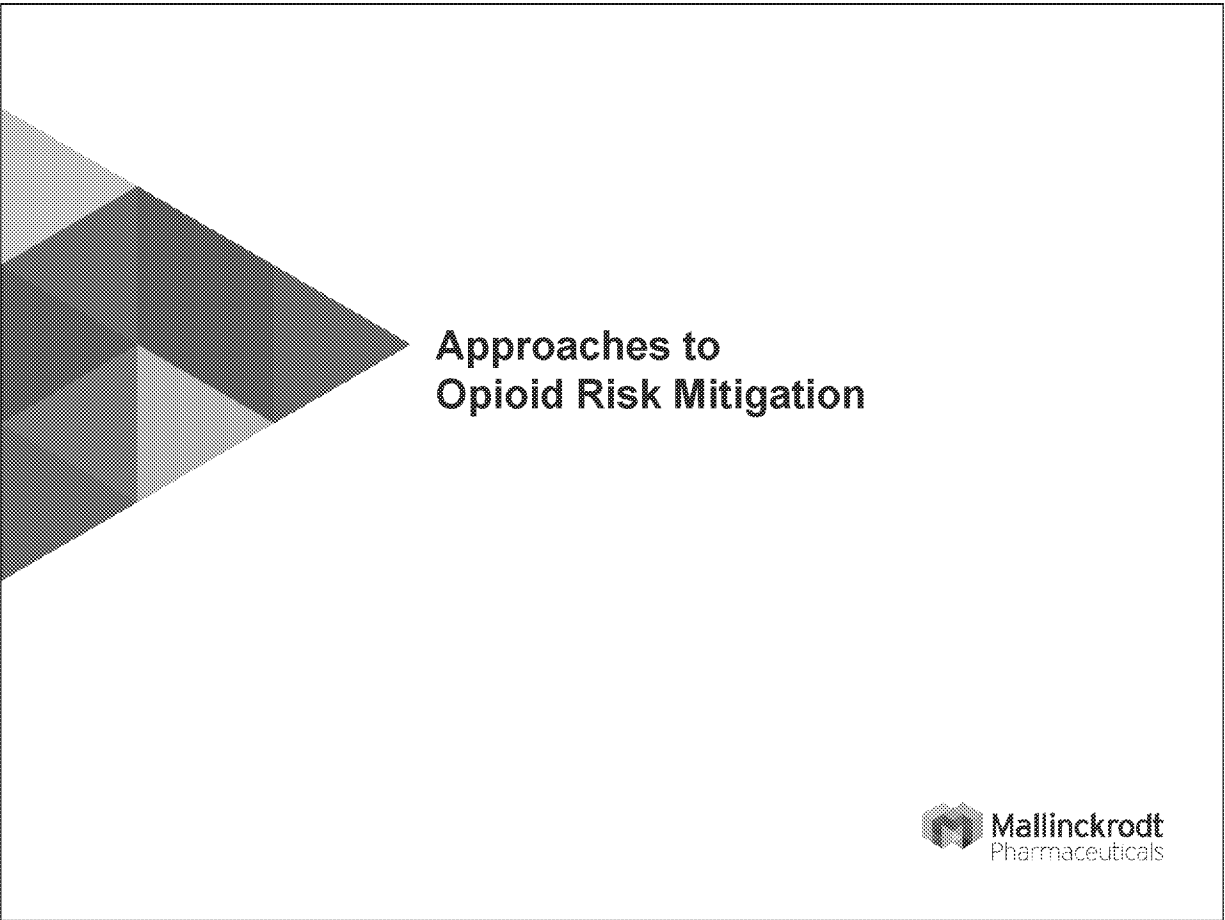 Approaches to
Opioid Risk Mitigation
Mallinckrodt
Pharmaceuticals